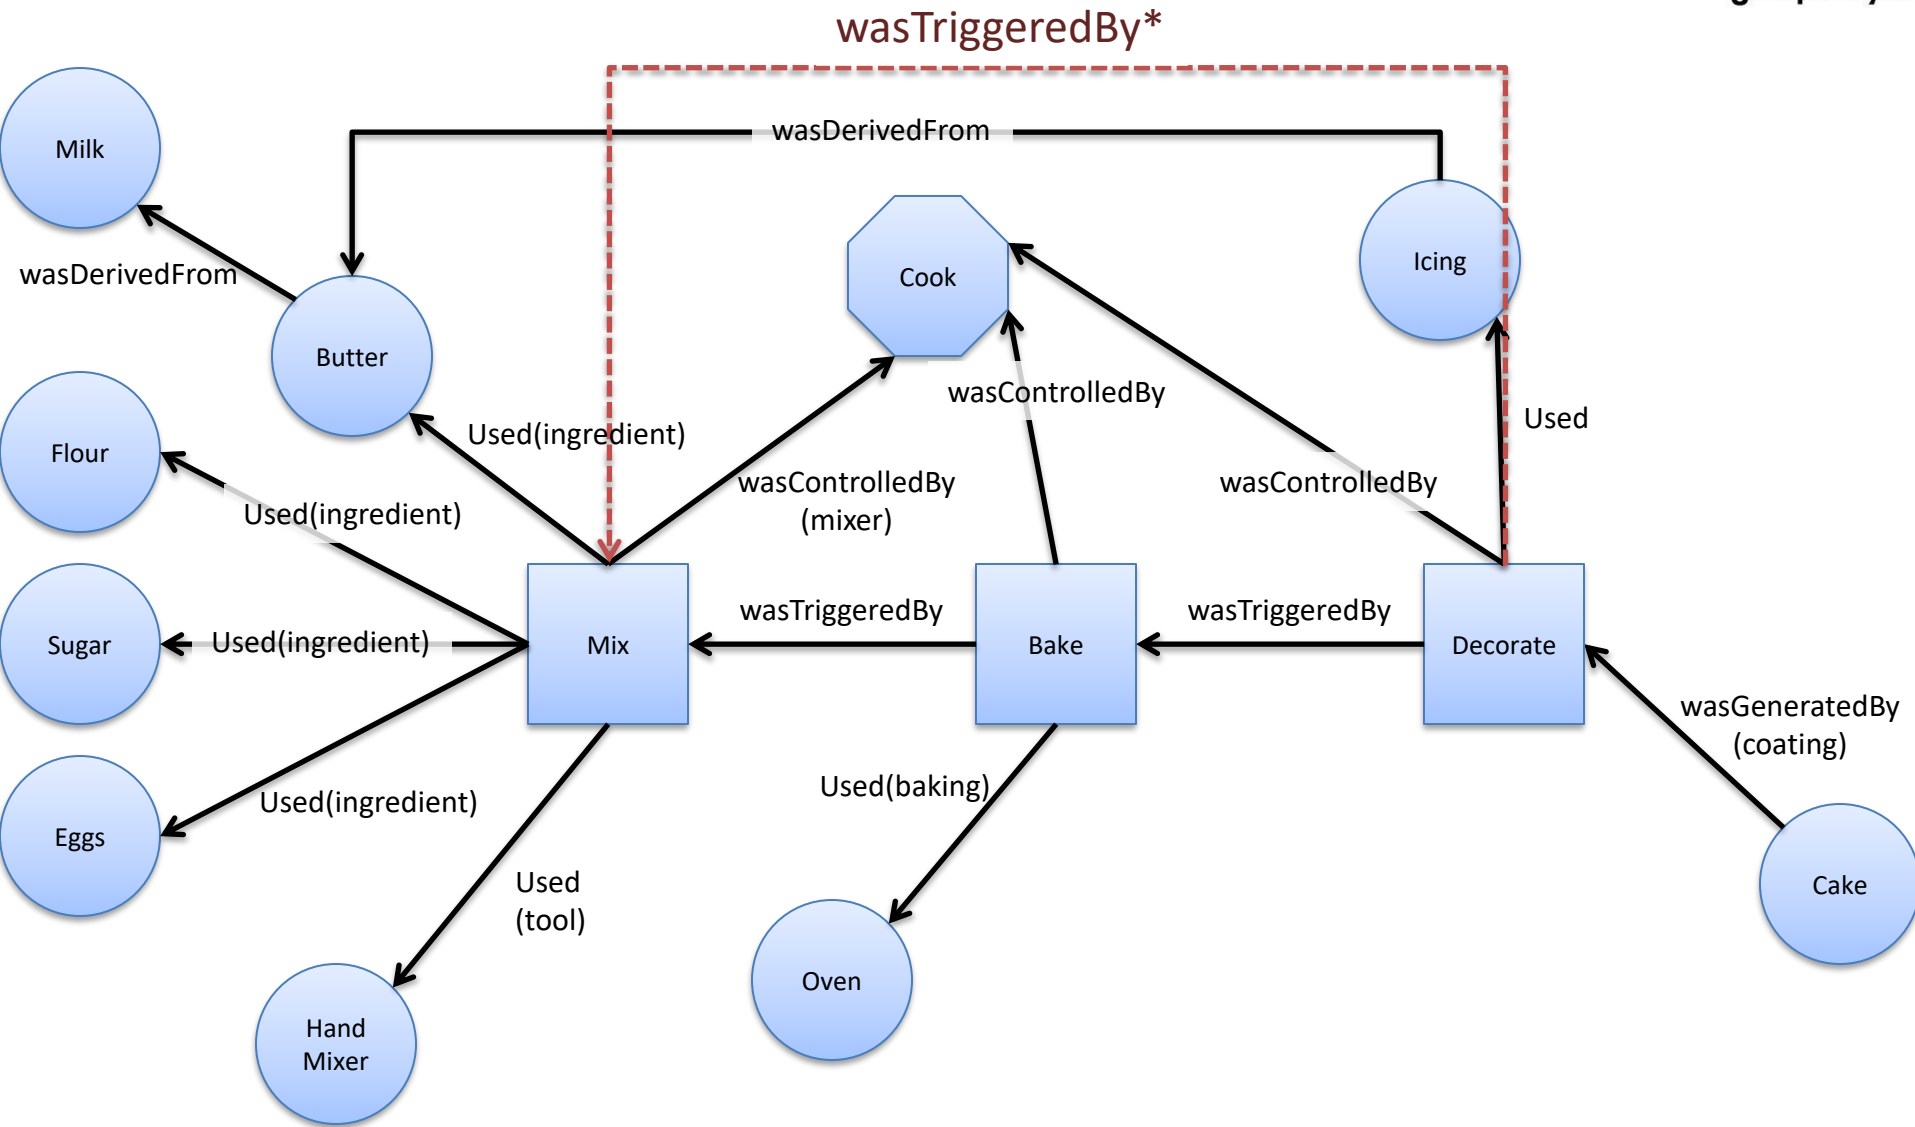 wasTriggeredBy*
wasDerivedFrom
Milk
Cook
Icing
wasDerivedFrom
Butter
wasControlledBy
Used
Used(ingredient)
Flour
wasControlledBy
(mixer)
wasControlledBy
Used(ingredient)
wasTriggeredBy
wasTriggeredBy
Sugar
Used(ingredient)
Mix
Bake
Decorate
wasGeneratedBy
(coating)
Used(baking)
Used(ingredient)
Eggs
Used
(tool)
Cake
Oven
Hand
Mixer